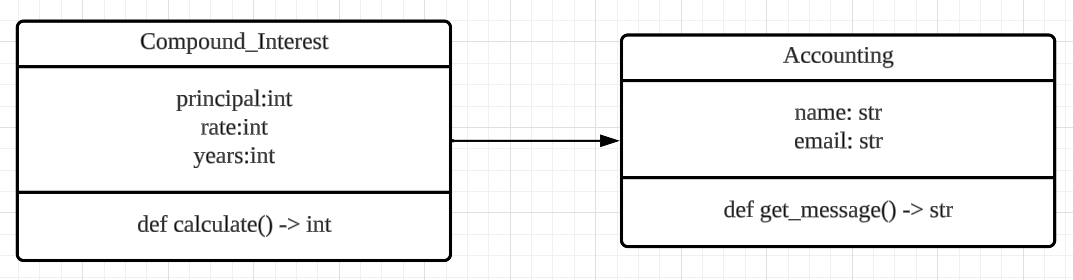 Compound_Interest
principal:int
rate:int
years:int
def calculate() -> int
Accounting
name: str
email: str
def get_message() -> str